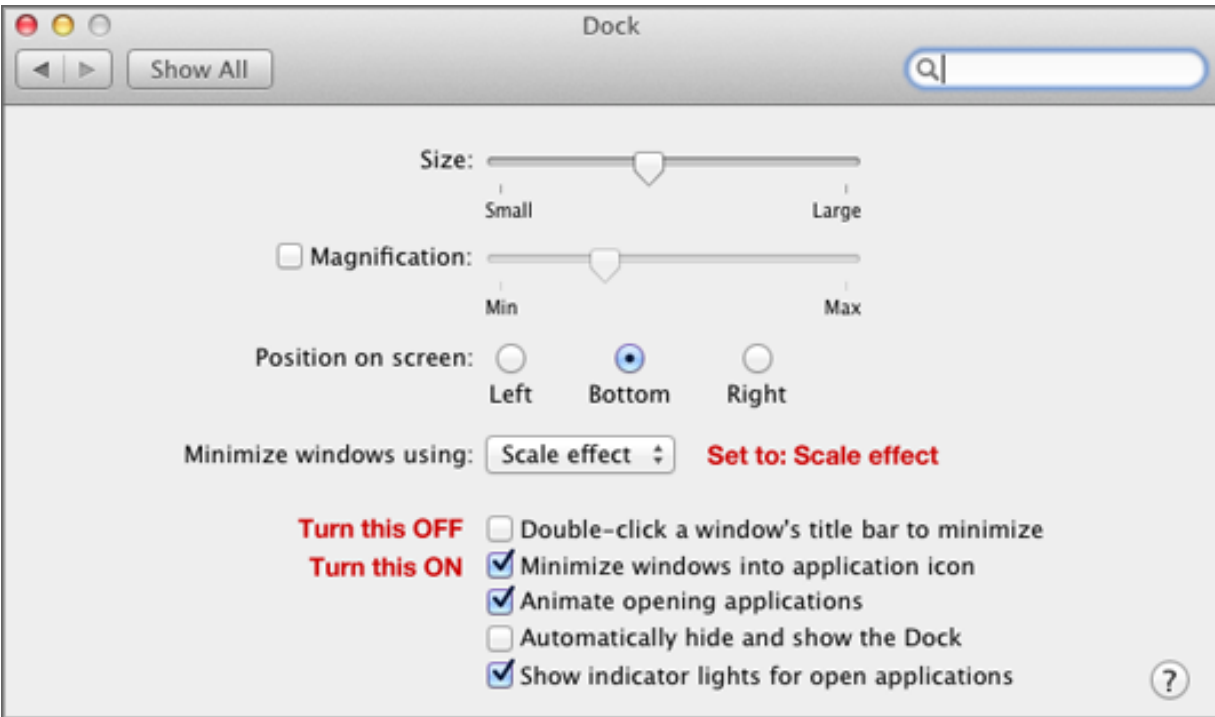 Dock
Show All
Size:
Small Large
Magnification:
Min Max
Position on screen:
Left Bottom Right
Minimize windows using: Scale effect Set to: Scale effect
Turn this OFF Double-click a window's title bar to minimize
Turn this ON Minimize windows into application icon
Animate opening applications
Automatically hide and show the Dock
Show indicator lights for open applications
?